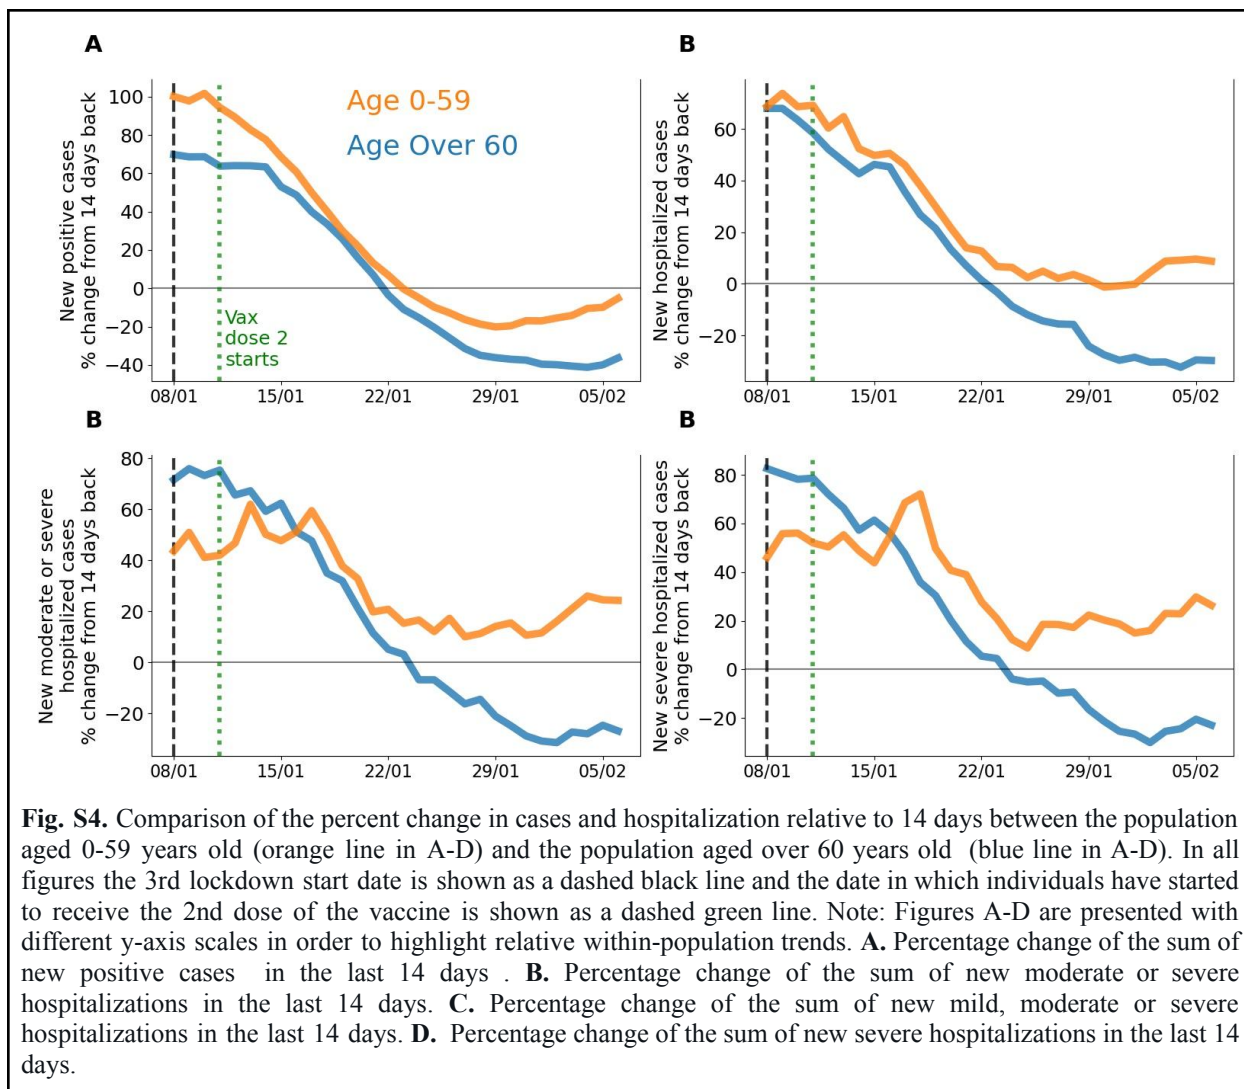 A
New positive cases
% change from 14 days back
100
80
60
40
20
0
−20
−40
Age 0-59
Age Over 60
Vax
dose 2
starts
08/01 15/01 22/01 29/01 05/02
B
New hospitalized cases
% change from 14 days back
60
40
20
0
−20
08/01 15/01 22/01 29/01 05/02
B
New moderate or severe
hospitalized cases
% change from 14 days back
80
60
40
20
0
−20
08/01 15/01 22/01 29/01 05/02
B
New severe hospitalized cases
% change from 14 days back
80
60
40
20
0
−20
08/01 15/01 22/01 29/01 05/02
Fig. S4. Comparison of the percent change in cases and hospitalization relative to 14 days between the population
aged 0-59 years old (orange line in A-D) and the population aged over 60 years old (blue line in A-D). In all
figures the 3rd lockdown start date is shown as a dashed black line and the date in which individuals have started
to receive the 2nd dose of the vaccine is shown as a dashed green line. Note: Figures A-D are presented with
different y-axis scales in order to highlight relative within-population trends. A. Percentage change of the sum of
new positive cases in the last 14 days . B. Percentage change of the sum of new moderate or severe
hospitalizations in the last 14 days. C. Percentage change of the sum of new mild, moderate or severe
hospitalizations in the last 14 days. D. Percentage change of the sum of new severe hospitalizations in the last 14
days.